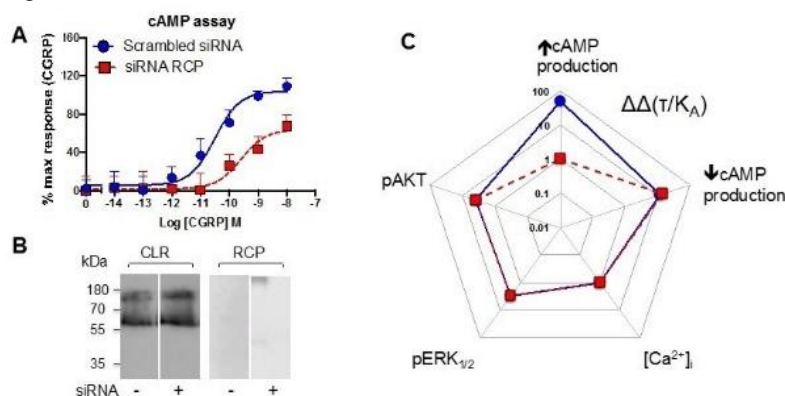 A
cAMP assay
Scrambled siRNA
siRNA RCP
% max response (CGRP)
160
120
80
40
0
0 -14 -13 -12 -11 -10 -9 -8 -7
Log [CGRP] M
B
kDa
CLR RCP
180
70
55
35
siRNA - + - +
C
↑cAMP
production
ΔΔ(τ/K_A)
100
10
1
0.1
0.01
pAKT
↓cAMP
production
pERK1/2
[Ca²⁺]i